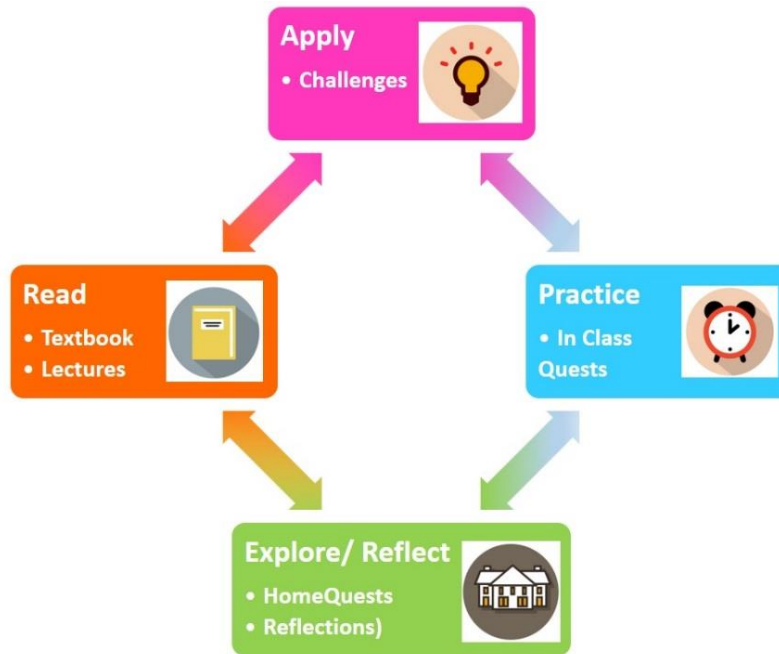 Apply
• Challenges
Read
• Textbook
• Lectures
Practice
• In Class
Quests
Explore/ Reflect
• HomeQuests
• Reflections)